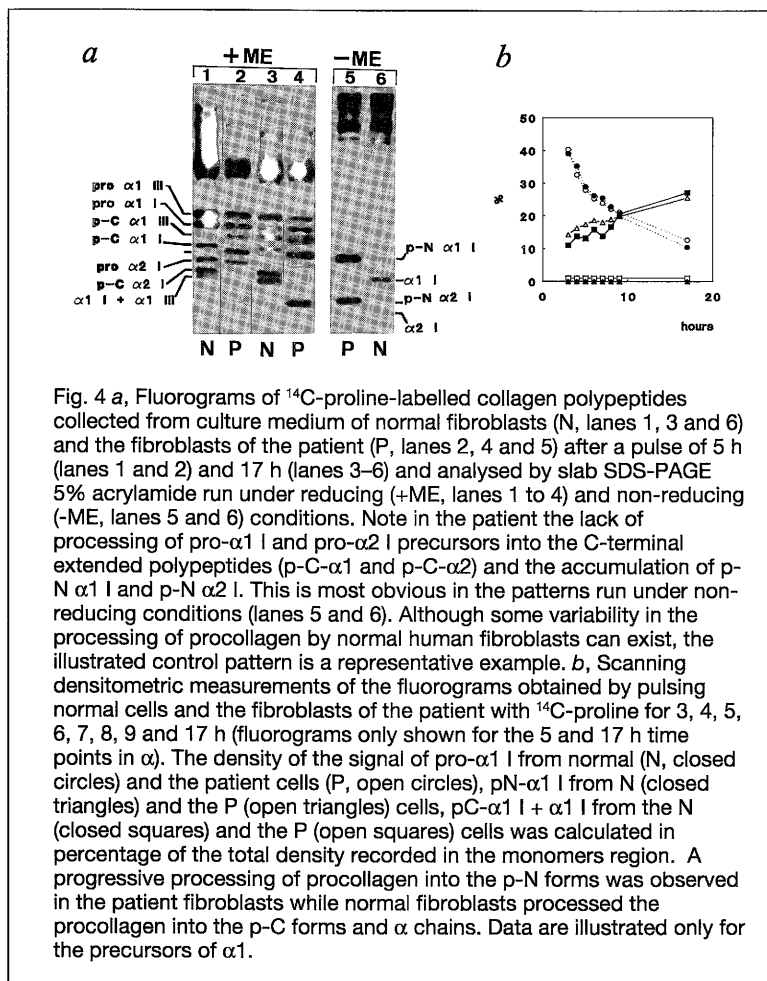 a
+ME
-ME
b
1 2 3 4
5 6
pro α1 III
pro α1 I
p-C α1 III
p-C α1 I
pro α2 I
p-C α2 I
α1 I + α1 III
p-N α1 I
α1 I
p-N α2 I
α2 I
N P N P
P N
50
40
30
%
20
10
0
0 10 20
hours
Fig. 4 a, Fluorograms of ¹⁴C-proline-labelled collagen polypeptides
collected from culture medium of normal fibroblasts (N, lanes 1, 3 and 6)
and the fibroblasts of the patient (P, lanes 2, 4 and 5) after a pulse of 5 h
(lanes 1 and 2) and 17 h (lanes 3–6) and analysed by slab SDS-PAGE
5% acrylamide run under reducing (+ME, lanes 1 to 4) and non-reducing
(-ME, lanes 5 and 6) conditions. Note in the patient the lack of
processing of pro-α1 I and pro-α2 I precursors into the C-terminal
extended polypeptides (p-C-α1 and p-C-α2) and the accumulation of p-
N α1 I and p-N α2 I. This is most obvious in the patterns run under non-
reducing conditions (lanes 5 and 6). Although some variability in the
processing of procollagen by normal human fibroblasts can exist, the
illustrated control pattern is a representative example. b, Scanning
densitometric measurements of the fluorograms obtained by pulsing
normal cells and the fibroblasts of the patient with ¹⁴C-proline for 3, 4, 5,
6, 7, 8, 9 and 17 h (fluorograms only shown for the 5 and 17 h time
points in α). The density of the signal of pro-α1 I from normal (N, closed
circles) and the patient cells (P, open circles), pN-α1 I from N (closed
triangles) and the P (open triangles) cells, pC-α1 I + α1 I from the N
(closed squares) and the P (open squares) cells was calculated in
percentage of the total density recorded in the monomers region. A
progressive processing of procollagen into the p-N forms was observed
in the patient fibroblasts while normal fibroblasts processed the
procollagen into the p-C forms and α chains. Data are illustrated only for
the precursors of α1.